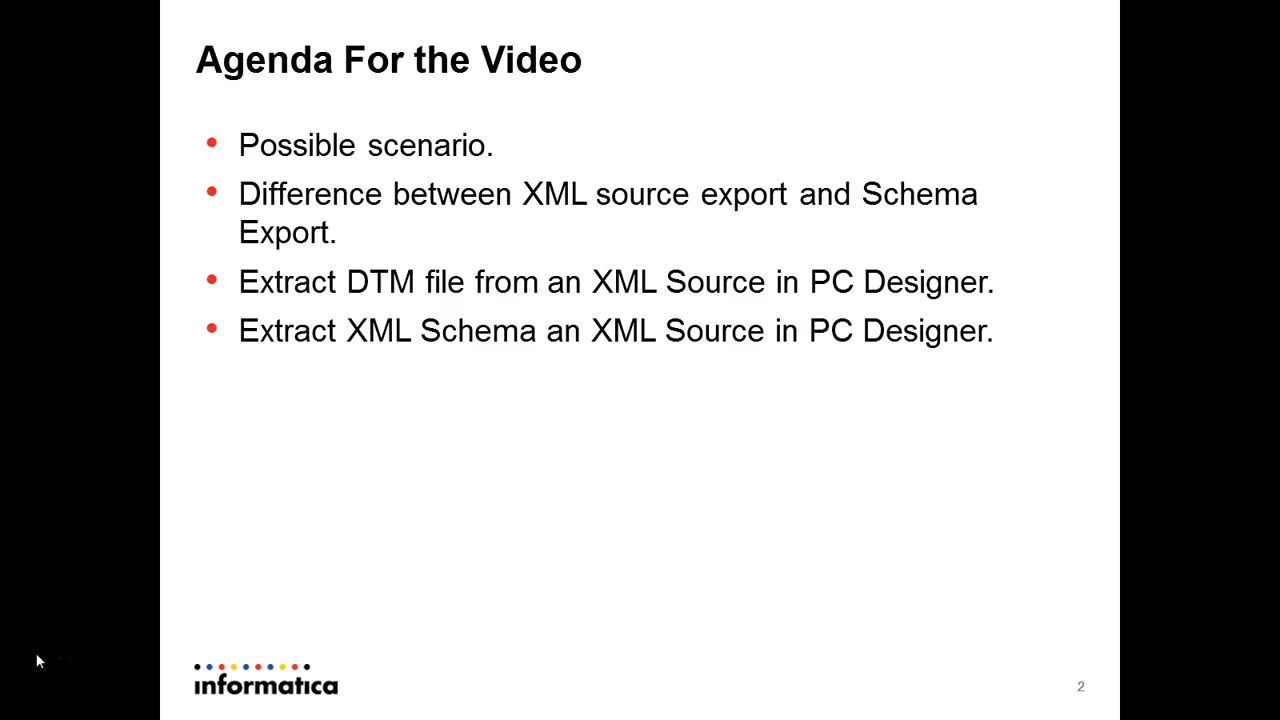 Agenda For the Video
Possible scenario.
Difference between XML source export and Schema
Export.
Extract DTM file from an XML Source in PC Designer.
Extract XML Schema an XML Source in PC Designer.
informatica
2